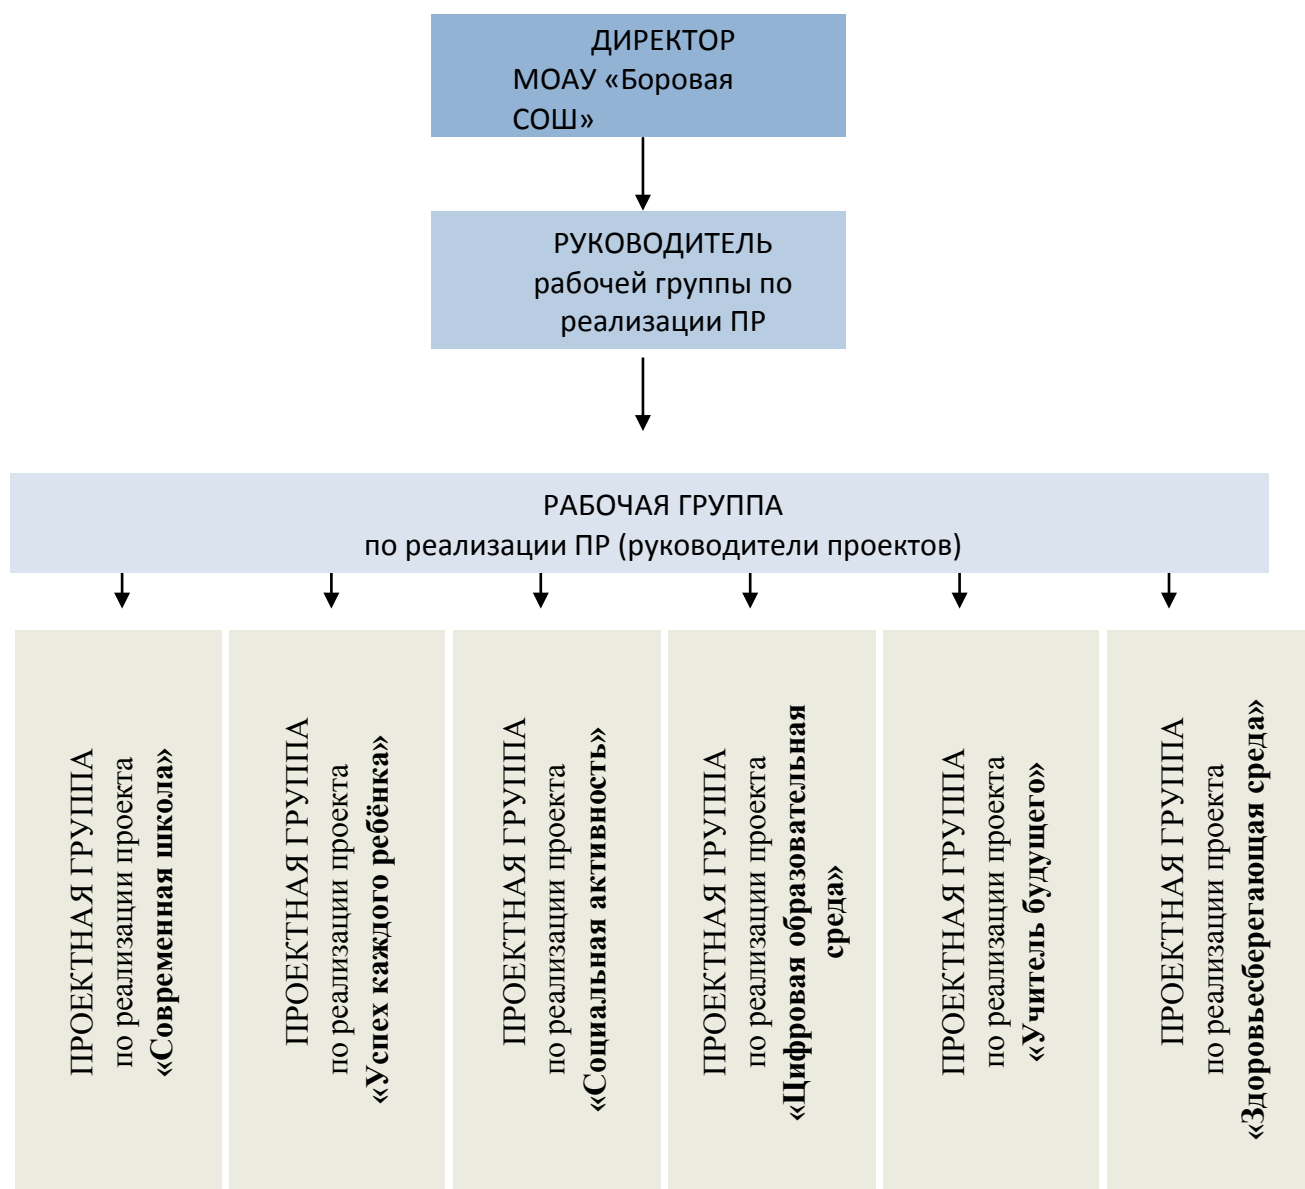 ДИРЕКТОР
МОАУ «Боровая
СОШ»
РУКОВОДИТЕЛЬ
рабочей группы по
реализации ПР
РАБОЧАЯ ГРУППА
по реализации ПР (руководители проектов)
ПРОЕКТНАЯ ГРУППА
по реализации проекта
«Современная школа»
ПРОЕКТНАЯ ГРУППА
по реализации проекта
«Успех каждого ребёнка»
ПРОЕКТНАЯ ГРУППА
по реализации проекта
«Социальная активность»
ПРОЕКТНАЯ ГРУППА
по реализации проекта
«Цифровая образовательная
среда»
ПРОЕКТНАЯ ГРУППА
по реализации проекта
«Учитель будущего»
ПРОЕКТНАЯ ГРУППА
по реализации проекта
«Здоровьесберегающая среда»